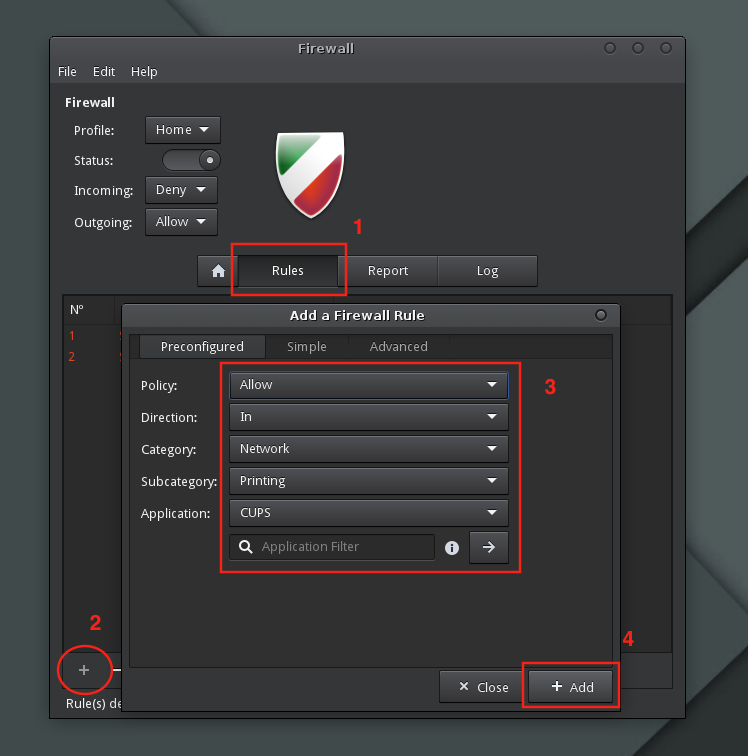 Firewall
File Edit Help
Firewall
Profile: Home
Status:
Incoming: Deny
Outgoing: Allow
1
Rules Report Log
Nº
Add a Firewall Rule
1
2
Preconfigured Simple Advanced
Policy: Allow
3
Direction: In
Category: Network
Subcategory: Printing
Application: CUPS
Application Filter
2
4
Close Add
Rule(s) de